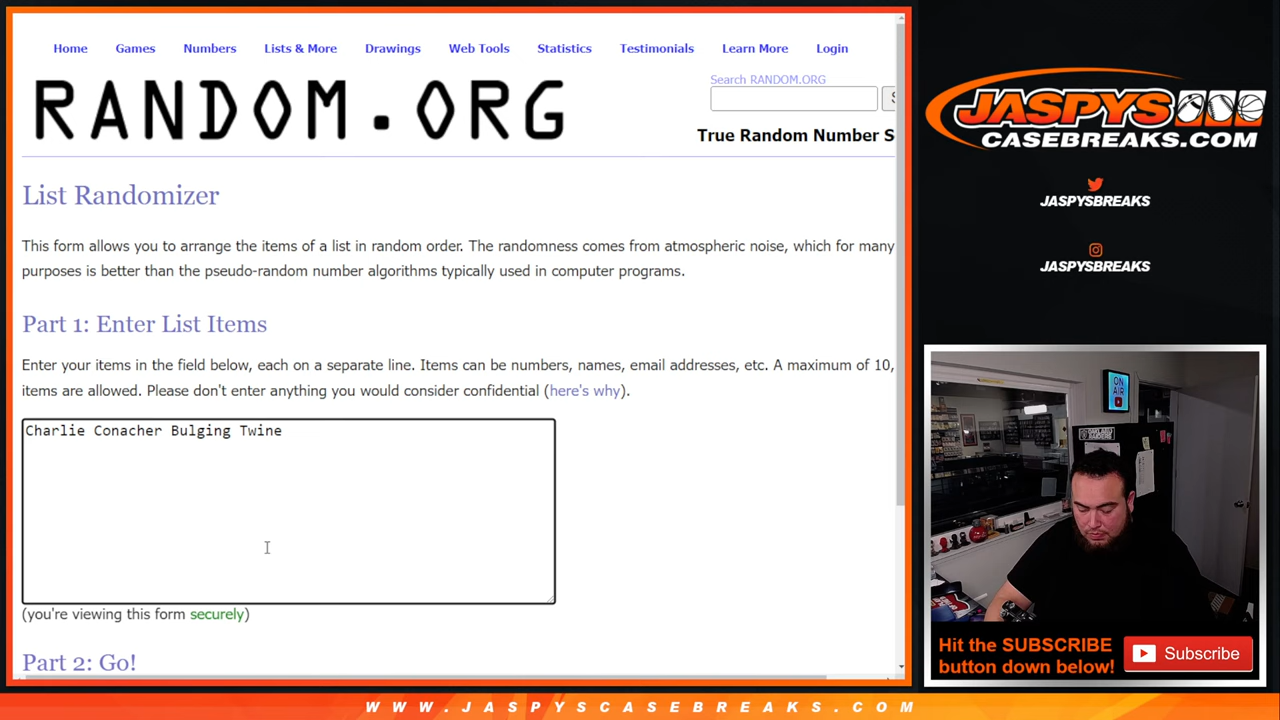 Home Games Numbers Lists & More Drawings Web Tools Statistics Testimonials Learn More Login
RANDOM.ORG
Search RANDOM.ORG
S
True Random Number S
List Randomizer
This form allows you to arrange the items of a list in random order. The randomness comes from atmospheric noise, which for many
purposes is better than the pseudo-random number algorithms typically used in computer programs.
Part 1: Enter List Items
Enter your items in the field below, each on a separate line. Items can be numbers, names, email addresses, etc. A maximum of 10,
items are allowed. Please don't enter anything you would consider confidential (here's why).
Charlie Conacher Bulging Twine
(you're viewing this form securely)
Part 2: Go!
JASPYS
CASEBREAKS.COM
JASPYSBREAKS
JASPYSBREAKS
ON
AIR
Hit the SUBSCRIBE
button down below!
Subscribe
WWW.JASPYSCASEBREAKS.COM